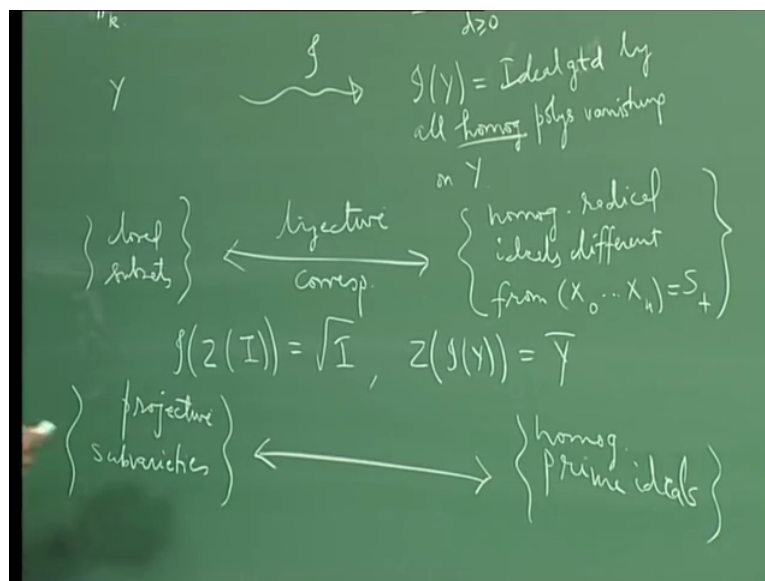 k
d≥0
Y
𝓘
𝓘(Y) = Ideal gtd by
all homog polys vanishing
on Y
{ closed subsets }
bijective
corresp.
{ homog. radical
ideals different
from (X₀...Xₙ)=S₊ }
𝓘(Z(I)) = √I , Z(𝓘(Y)) = Y̅
{ projective
subvarieties }
{ homog.
prime ideals }